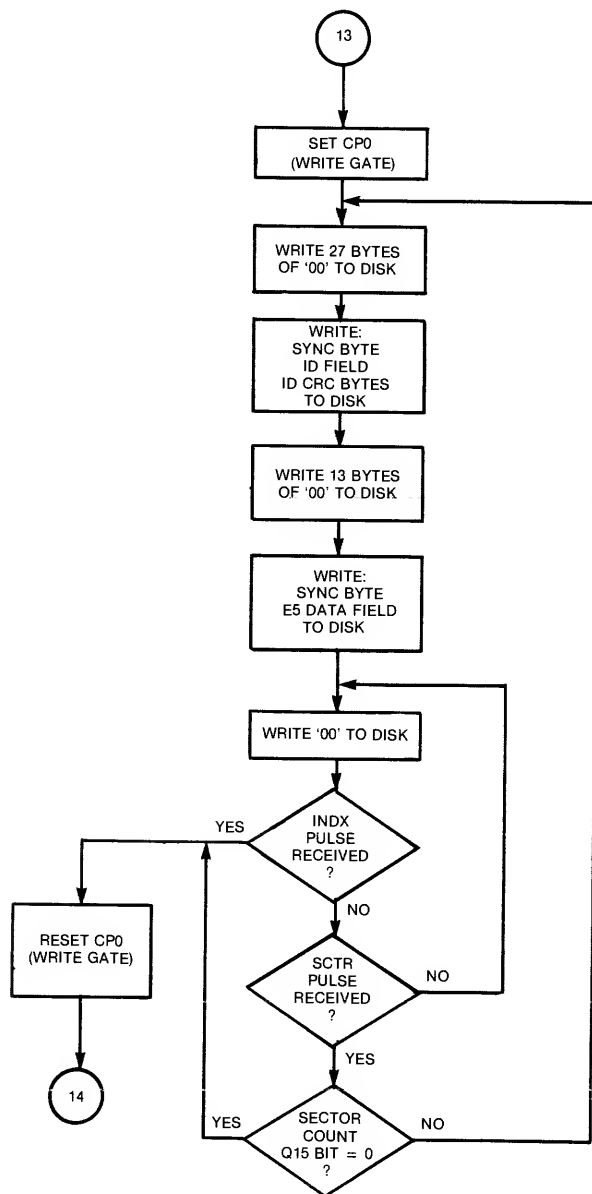 13
SET CP0
(WRITE GATE)
WRITE 27 BYTES
OF '00' TO DISK
WRITE:
SYNC BYTE
ID FIELD
ID CRC BYTES
TO DISK
WRITE 13 BYTES
OF '00' TO DISK
WRITE:
SYNC BYTE
E5 DATA FIELD
TO DISK
WRITE '00' TO DISK
YES
INDX
PULSE
RECEIVED
?
NO
RESET CP0
(WRITE GATE)
SCTR
PULSE
RECEIVED
?
NO
YES
14
YES
SECTOR
COUNT
Q15 BIT = 0
?
NO